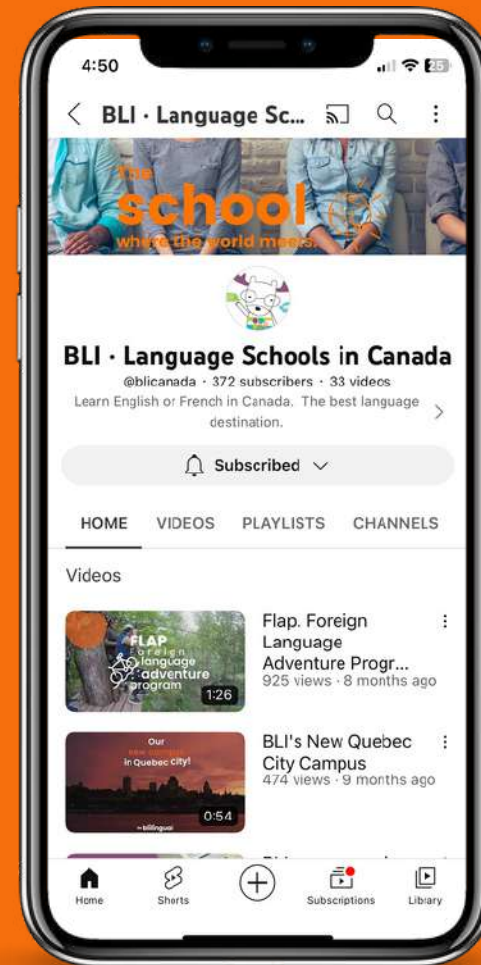 4:50
25
BLI · Language Sc...
The
school
where the world meets.
BLI · Language Schools in Canada
@blicanada · 372 subscribers · 33 videos
Learn English or French in Canada. The best language
destination.
Subscribed
HOME VIDEOS PLAYLISTS CHANNELS
Videos
FLAP
Foreign
language
adventure
program
1:26
Flap. Foreign
Language
Adventure Progr...
925 views · 8 months ago
Our
new campus
in Quebec city!
0:54
BLI's New Quebec
City Campus
474 views · 9 months ago
Home Shorts Subscriptions Library